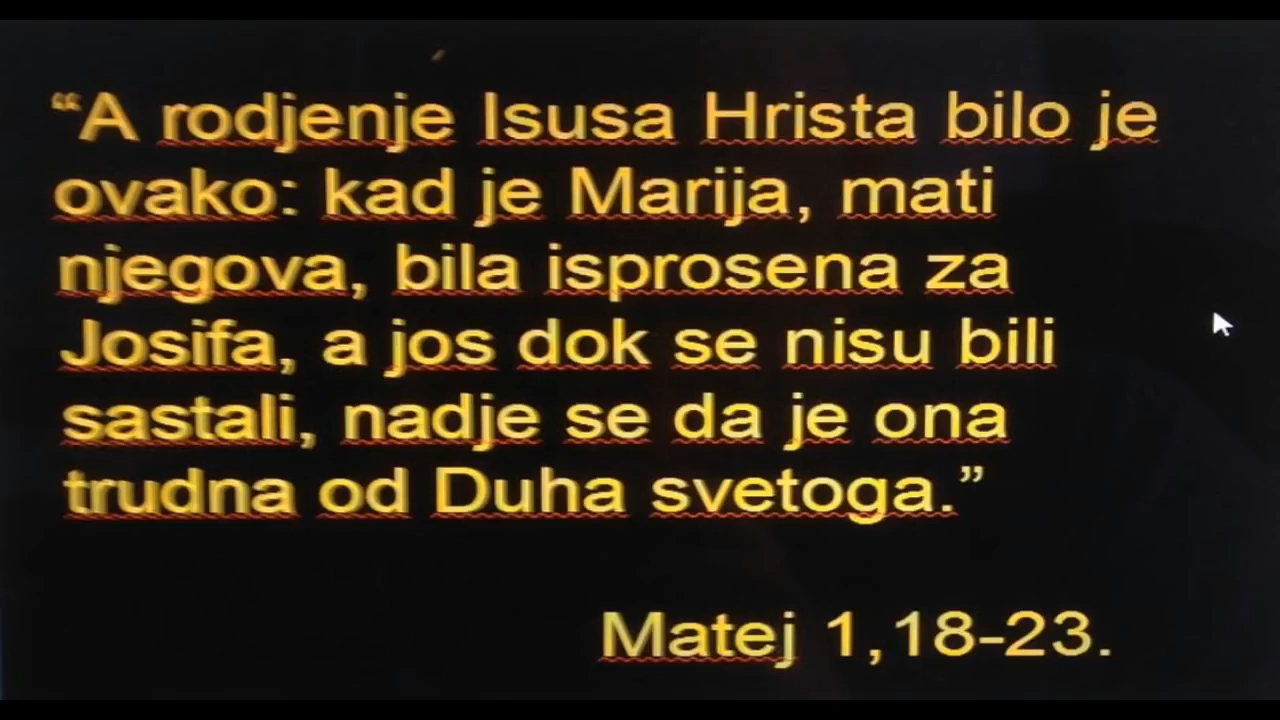 “A rodjenje Isusa Hrista bilo je
ovako: kad je Marija, mati
njegova, bila isprosena za
Josifa, a jos dok se nisu bili
sastali, nadje se da je ona
trudna od Duha svetoga.”
Matej 1,18-23.